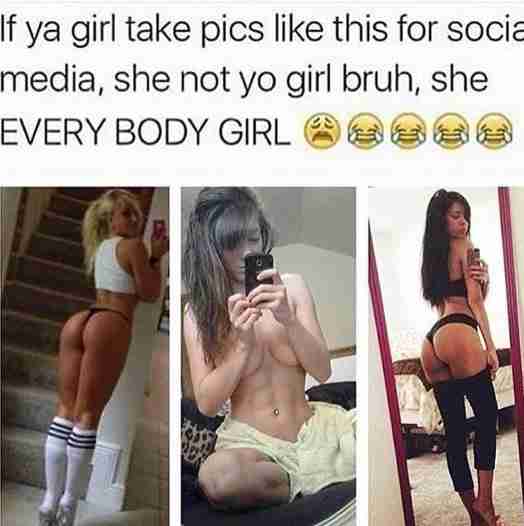 If ya girl take pics like this for socia
media, she not yo girl bruh, she
EVERY BODY GIRL 😩😂😂😂😂